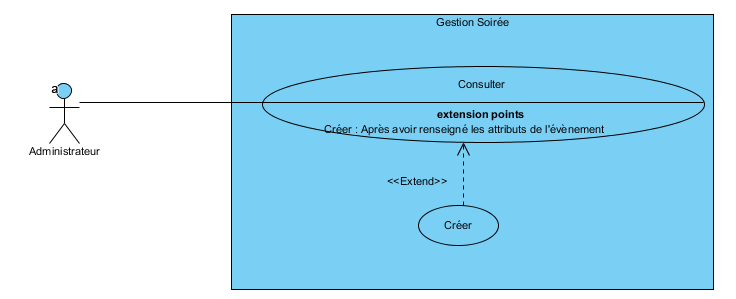 Gestion Soirée
Consulter
a
extension points
Créer : Après avoir renseigné les attributs de l'évènement
Administrateur
<<Extend>>
Créer